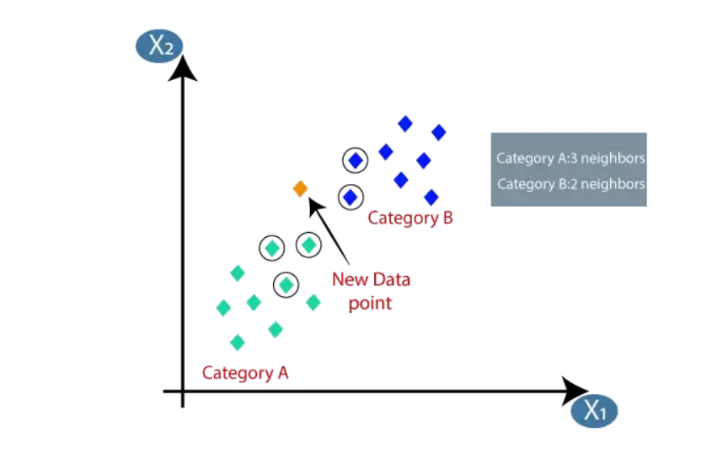 X₂
Category A:3 neighbors
Category B:2 neighbors
Category B
New Data
point
Category A
X₁